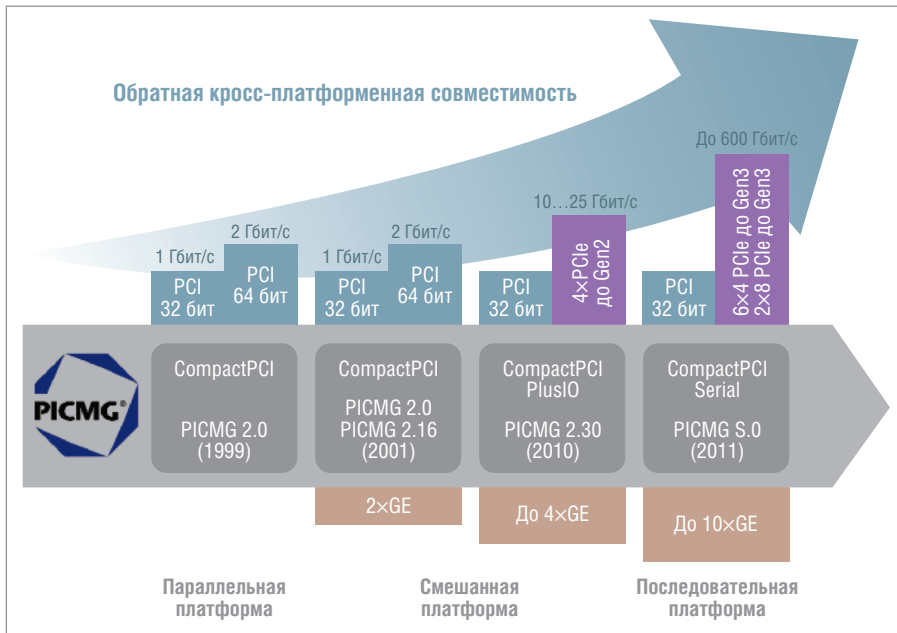 Обратная кросс-платформенная совместимость
До 600 Гбит/с
10...25 Гбит/с
2 Гбит/с
2 Гбит/с
1 Гбит/с
1 Гбит/с
PCI
32 бит
PCI
64 бит
PCI
32 бит
PCI
64 бит
PCI
32 бит
4×PCIe
до Gen2
PCI
32 бит
6×4 PCIe до Gen3
2×8 PCIe до Gen3
PICMG®
CompactPCI
PICMG 2.0
(1999)
CompactPCI
PICMG 2.0
PICMG 2.16
(2001)
CompactPCI
PlusIO
PICMG 2.30
(2010)
CompactPCI
Serial
PICMG S.0
(2011)
2×GE
До 4×GE
До 10×GE
Параллельная
платформа
Смешанная
платформа
Последовательная
платформа